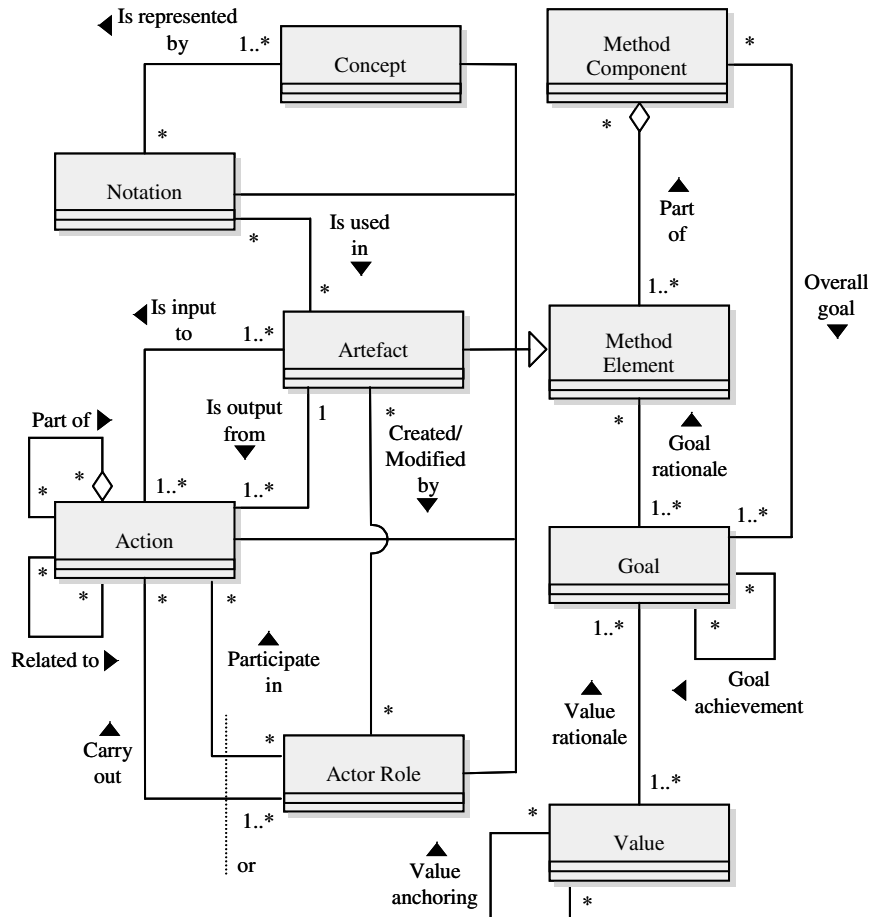 Is represented
by
1..*
Concept
Method
Component
*
*
*
Notation
Part
of
*
Is used
in
*
1..*
Overall
goal
Is input
to
1..*
Artefact
Method
Element
Part of
Is output
from
1
*
Created/
Modified
by
*
Goal
rationale
*
*
1..*
1..*
1..*
1..*
Action
Goal
*
*
*
*
*
*
1..*
Related to
Participate
in
Value
rationale
Goal
achievement
Carry
out
*
*
Actor Role
1..*
1..*
*
Value
or
Value
anchoring
*